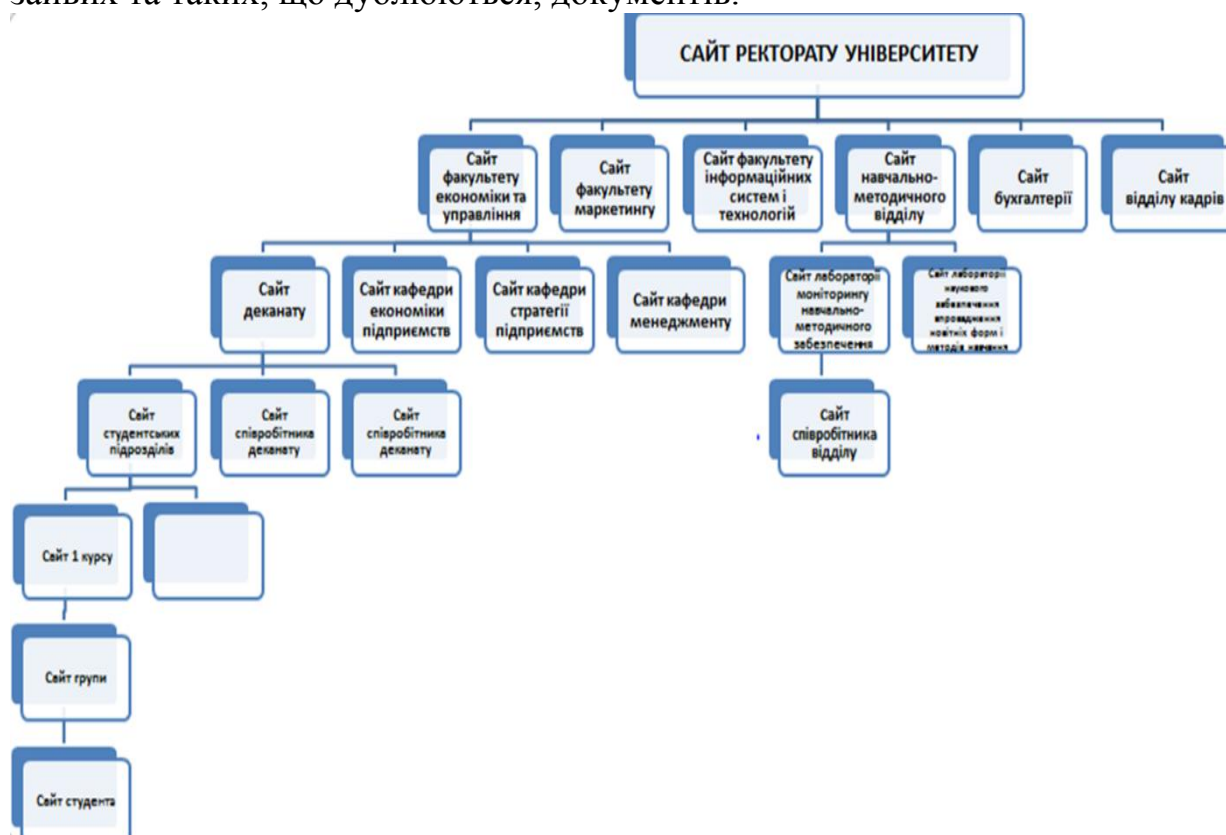 зайвих та таких, що дублюються, документів.
САЙТ РЕКТОРАТУ УНІВЕРСИТЕТУ
Сайт
факультету
економіки та
управління
Сайт
факультету
маркетингу
Сайт факультету
інформаційних
систем і
технологій
Сайт
навчально-
методичного
відділу
Сайт
бухгалтерії
Сайт
відділу кадрів
Сайт
деканату
Сайт кафедри
економіки
підприємств
Сайт кафедри
стратегії
підприємств
Сайт кафедри
менеджменту
Сайт лабораторії
моніторингу
навчально-
методичного
забезпечення
Сайт лабораторії
наукового
забезпечення
впровадження
новітніх форм і
методів навчання
Сайт
студентських
підрозділів
Сайт
співробітника
деканату
Сайт
співробітника
деканату
Сайт
співробітника
відділу
Сайт 1 курсу
Сайт групи
Сайт студента